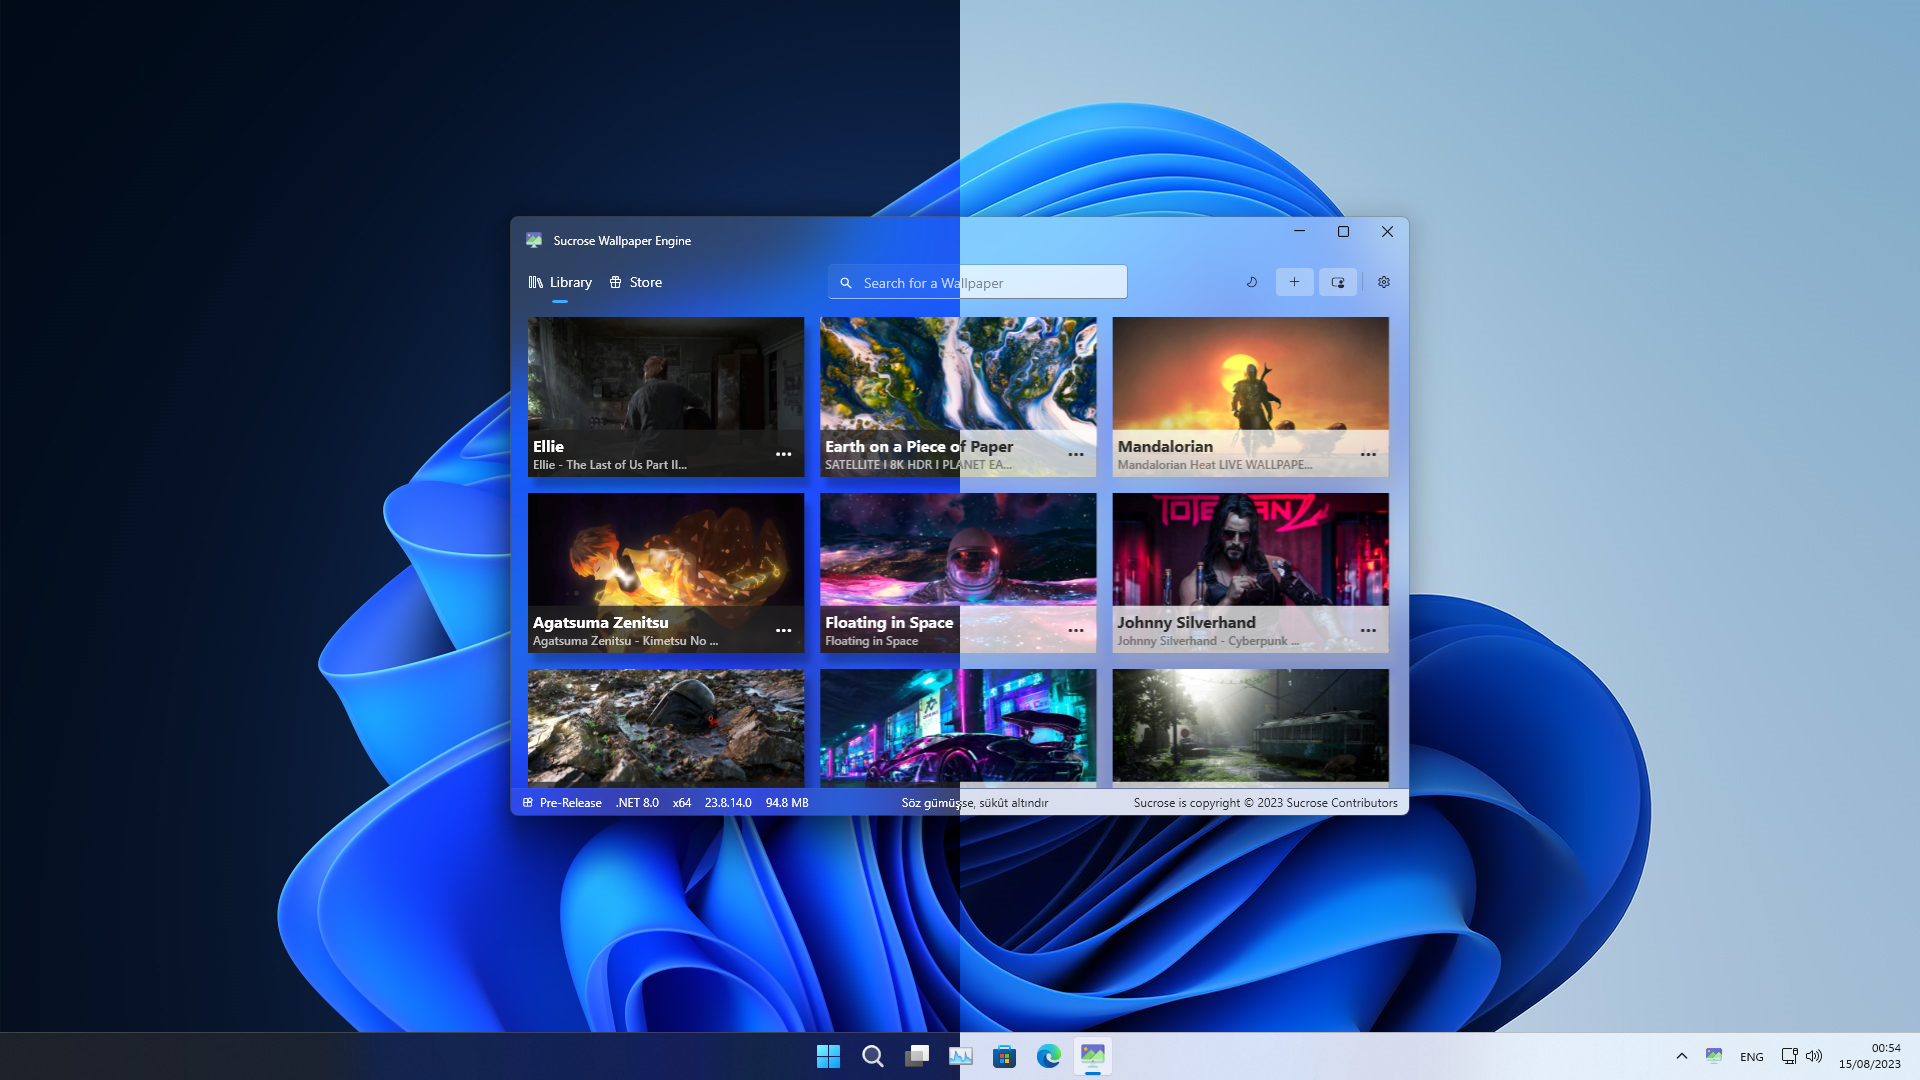 Sucrose Wallpaper Engine
Library
Store
Search for a Wallpaper
Ellie
Ellie - The Last of Us Part II...
Earth on a Piece of Paper
SATELLITE I 8K HDR I PLANET EA...
Mandalorian
Mandalorian Heat LIVE WALLPAPE...
Agatsuma Zenitsu
Agatsuma Zenitsu - Kimetsu No ...
Floating in Space
Floating in Space
Johnny Silverhand
Johnny Silverhand - Cyberpunk ...
Pre-Release .NET 8.0 x64 23.8.14.0 94.8 MB
Söz gümüşse, sükût altındır
Sucrose is copyright © 2023 Sucrose Contributors
ENG
00:54
15/08/2023